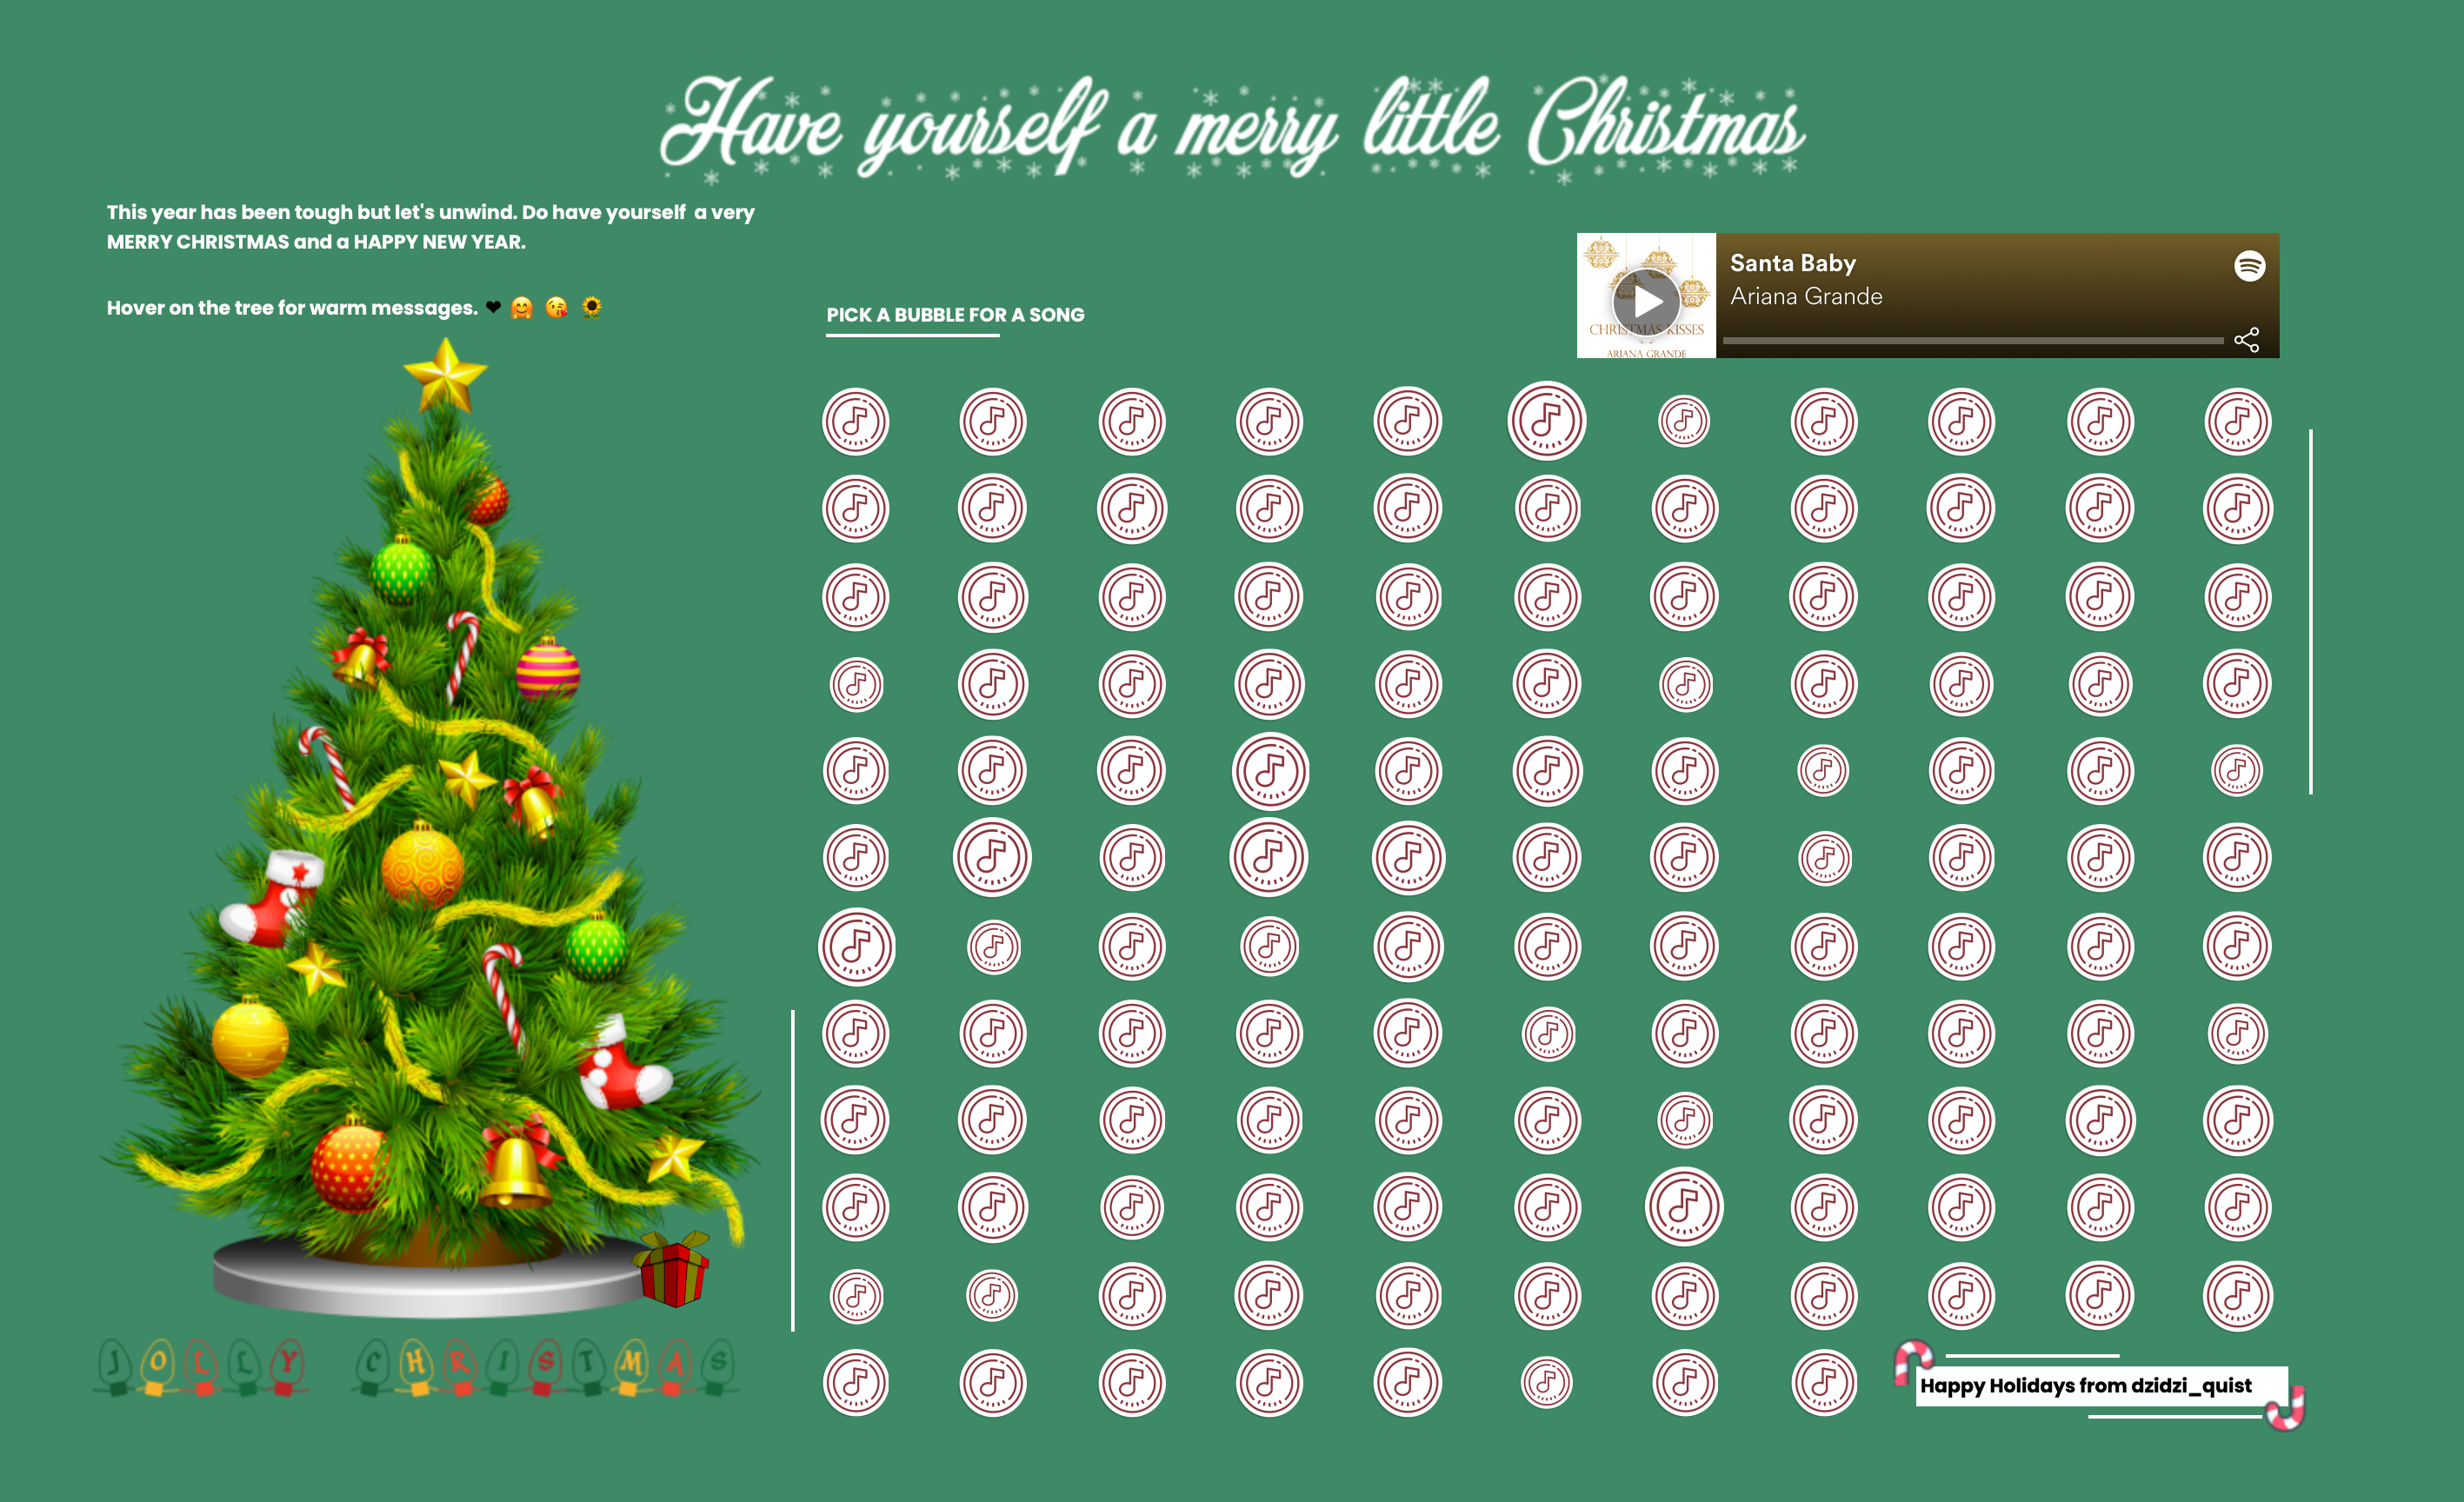 Have yourself a merry little Christmas
This year has been tough but let's unwind. Do have yourself a very
MERRY CHRISTMAS and a HAPPY NEW YEAR.
Hover on the tree for warm messages. ❤ 🤗 😘 🌻
PICK A BUBBLE FOR A SONG
Santa Baby
Ariana Grande
CHRISTMAS KISSES
ARIANA GRANDE
JOLLY CHRISTMAS
Happy Holidays from dzidzi_quist